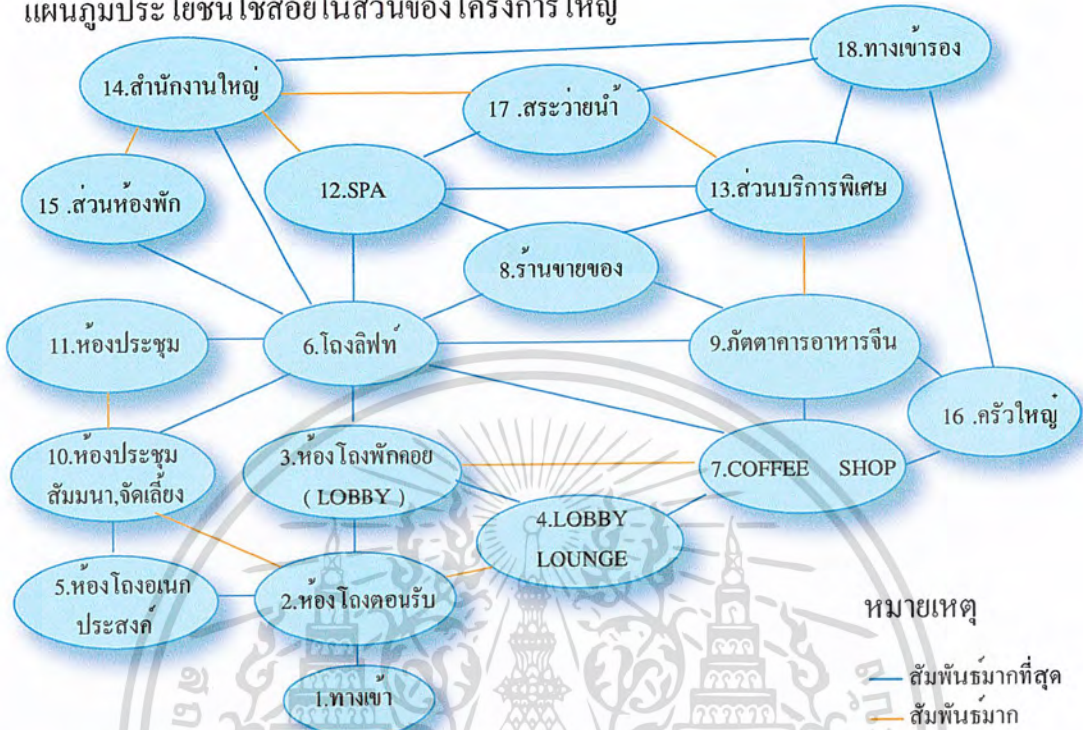 แผนภูมิประโยชน์ใช้สอยในส่วนของโครงการใหญ่
18.ทางเข้ารอง
14.สำนักงานใหญ่
17 .สระว่ายน้ำ
15 .ส่วนห้องพัก
12.SPA
13.ส่วนบริการพิเศษ
8.ร้านขายของ
11.ห้องประชุม
6.โถงลิฟท์
9.ภัตตาคารอาหารจีน
16 .ครัวใหญ่
10.ห้องประชุม
สัมมนา,จัดเลี้ยง
3.ห้องโถงพักคอย
( LOBBY )
7.COFFEE SHOP
4.LOBBY
LOUNGE
5.ห้องโถงอเนก
ประสงค์
2.ห้องโถงตอนรับ
1.ทางเข้า
หมายเหตุ
สัมพันธ์มากที่สุด
สัมพันธ์มาก